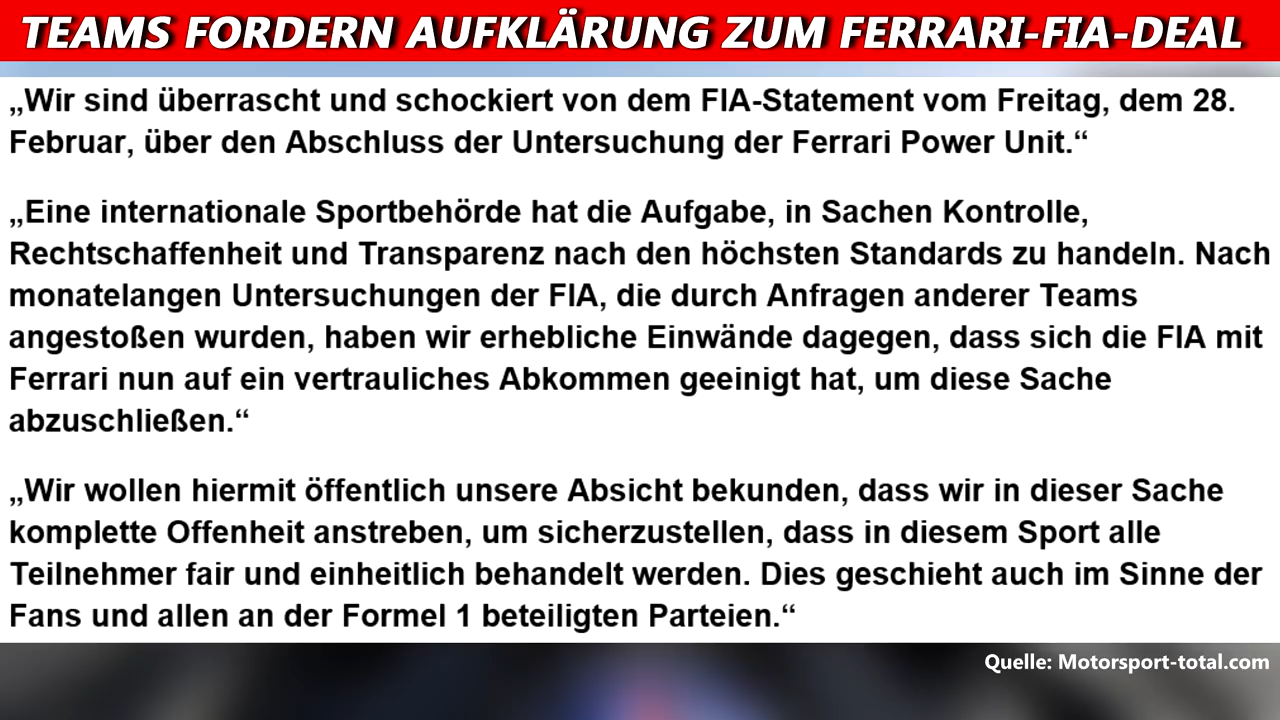 TEAMS FORDERN AUFKLÄRUNG ZUM FERRARI-FIA-DEAL
„Wir sind überrascht und schockiert von dem FIA-Statement vom Freitag, dem 28.
Februar, über den Abschluss der Untersuchung der Ferrari Power Unit.“
„Eine internationale Sportbehörde hat die Aufgabe, in Sachen Kontrolle,
Rechtschaffenheit und Transparenz nach den höchsten Standards zu handeln. Nach
monatelangen Untersuchungen der FIA, die durch Anfragen anderer Teams
angestoßen wurden, haben wir erhebliche Einwände dagegen, dass sich die FIA mit
Ferrari nun auf ein vertrauliches Abkommen geeinigt hat, um diese Sache
abzuschließen.“
„Wir wollen hiermit öffentlich unsere Absicht bekunden, dass wir in dieser Sache
komplette Offenheit anstreben, um sicherzustellen, dass in diesem Sport alle
Teilnehmer fair und einheitlich behandelt werden. Dies geschieht auch im Sinne der
Fans und allen an der Formel 1 beteiligten Parteien.“
Quelle: Motorsport-total.com